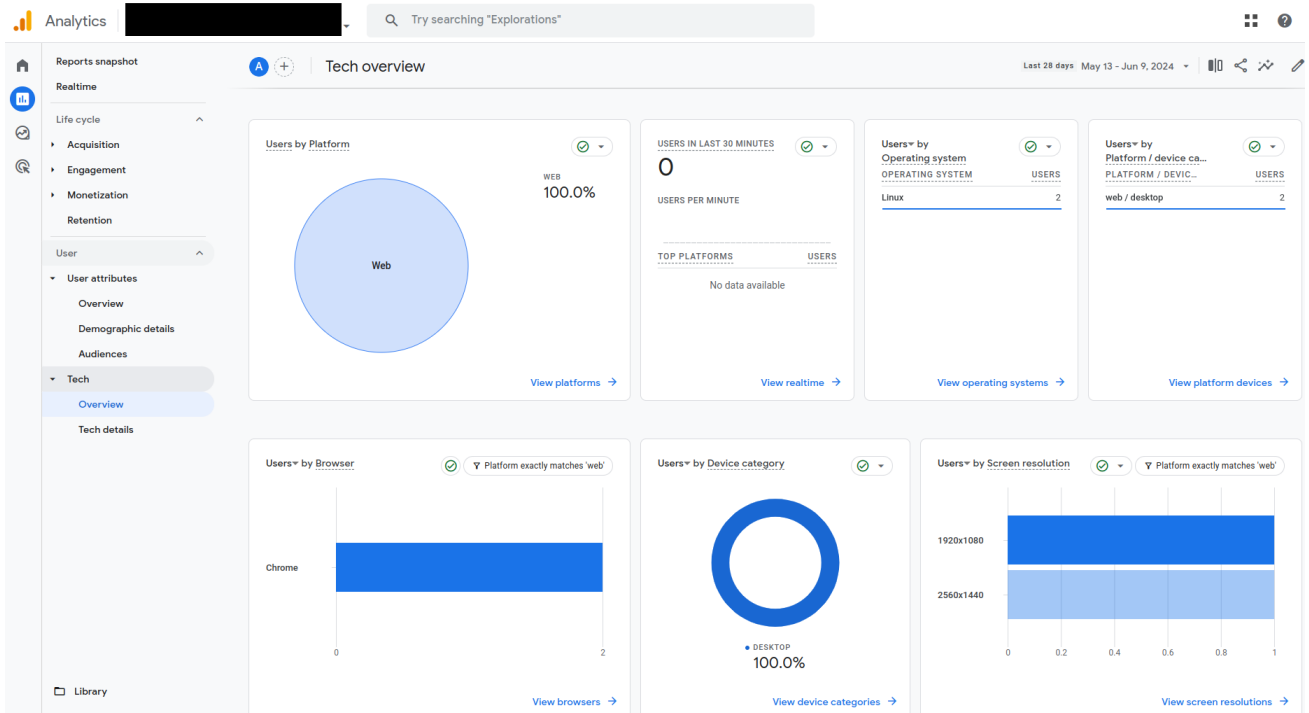 Analytics
Try searching "Explorations"
Reports snapshot
Realtime
Life cycle
Acquisition
Engagement
Monetization
Retention
User
User attributes
Overview
Demographic details
Audiences
Tech
Overview
Tech details
Library
A
Tech overview
Last 28 days May 13 - Jun 9, 2024
Users by Platform
WEB
100.0%
Web
View platforms
USERS IN LAST 30 MINUTES
0
USERS PER MINUTE
TOP PLATFORMS USERS
No data available
View realtime
Users by
Operating system
OPERATING SYSTEM USERS
Linux 2
View operating systems
Users by
Platform / device ca...
PLATFORM / DEVIC... USERS
web / desktop 2
View platform devices
Users by Browser
Platform exactly matches 'web'
Chrome
0 2
View browsers
Users by Device category
DESKTOP
100.0%
View device categories
Users by Screen resolution
Platform exactly matches 'web'
1920x1080
2560x1440
0 0.2 0.4 0.6 0.8 1
View screen resolutions